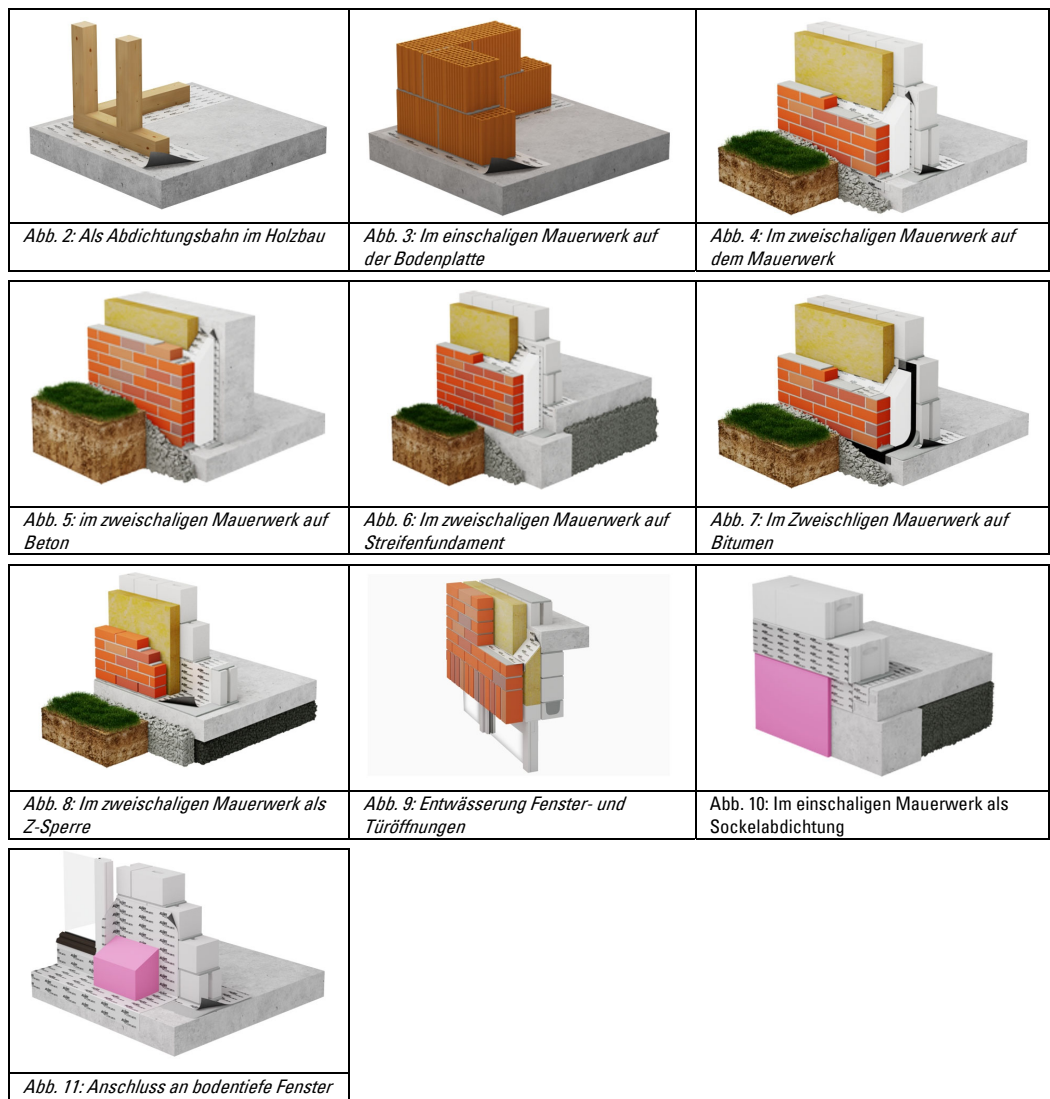 Abb. 2: Als Abdichtungsbahn im Holzbau
Abb. 3: Im einschaligen Mauerwerk auf
der Bodenplatte
Abb. 4: Im zweischaligen Mauerwerk auf
dem Mauerwerk
Abb. 5: im zweischaligen Mauerwerk auf
Beton
Abb. 6: Im zweischaligen Mauerwerk auf
Streifenfundament
Abb. 7: Im Zweischligen Mauerwerk auf
Bitumen
Abb. 8: Im zweischaligen Mauerwerk als
Z-Sperre
Abb. 9: Entwässerung Fenster- und
Türöffnungen
Abb. 10: Im einschaligen Mauerwerk als
Sockelabdichtung
Abb. 11: Anschluss an bodentiefe Fenster